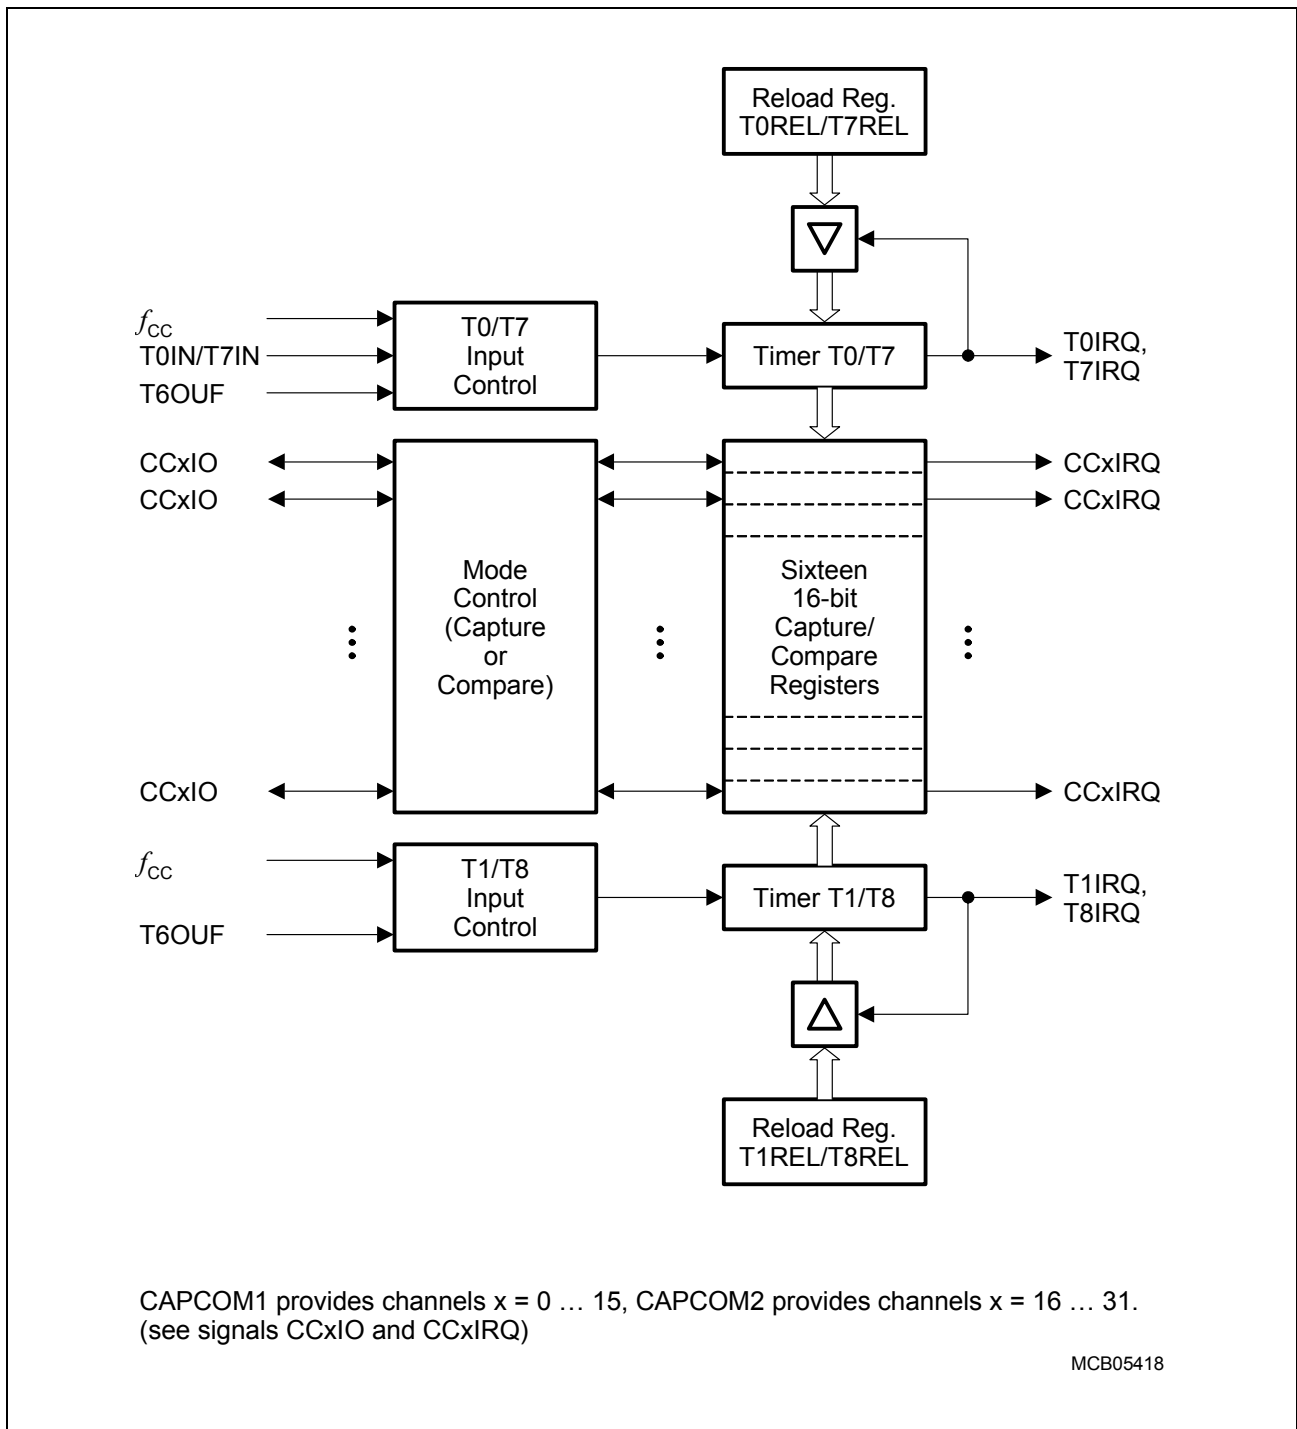 Reload Reg.
T0REL/T7REL
f CC
T0IN/T7IN
T6OUF
T0/T7
Input
Control
Timer T0/T7
T0IRQ,
T7IRQ
CCxIO
CCxIO
CCxIO
Mode
Control
(Capture
or
Compare)
Sixteen
16-bit
Capture/
Compare
Registers
CCxIRQ
CCxIRQ
CCxIRQ
f CC
T6OUF
T1/T8
Input
Control
Timer T1/T8
T1IRQ,
T8IRQ
Reload Reg.
T1REL/T8REL
CAPCOM1 provides channels x = 0 … 15, CAPCOM2 provides channels x = 16 … 31.
(see signals CCxIO and CCxIRQ)
MCB05418